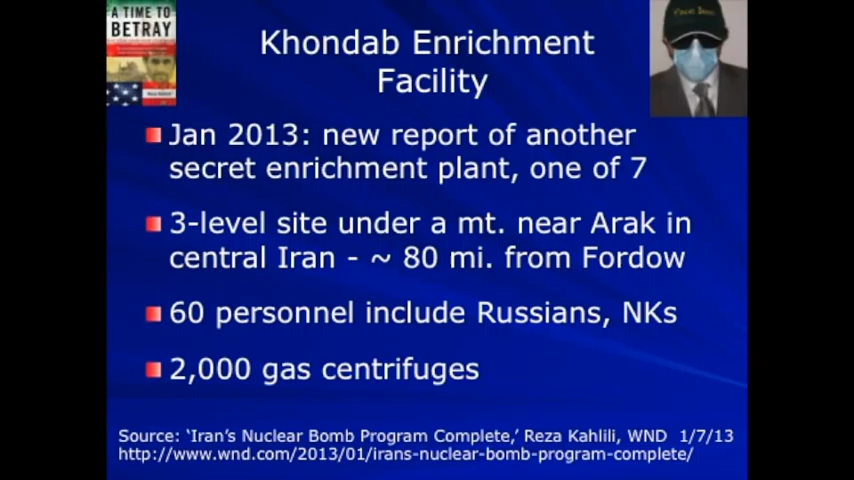 A TIME TO
BETRAY
Khondab Enrichment
Facility
Jan 2013: new report of another
secret enrichment plant, one of 7
3-level site under a mt. near Arak in
central Iran - ~ 80 mi. from Fordow
60 personnel include Russians, NKs
2,000 gas centrifuges
Source: ‘Iran’s Nuclear Bomb Program Complete,’ Reza Kahlili, WND 1/7/13
http://www.wnd.com/2013/01/irans-nuclear-bomb-program-complete/